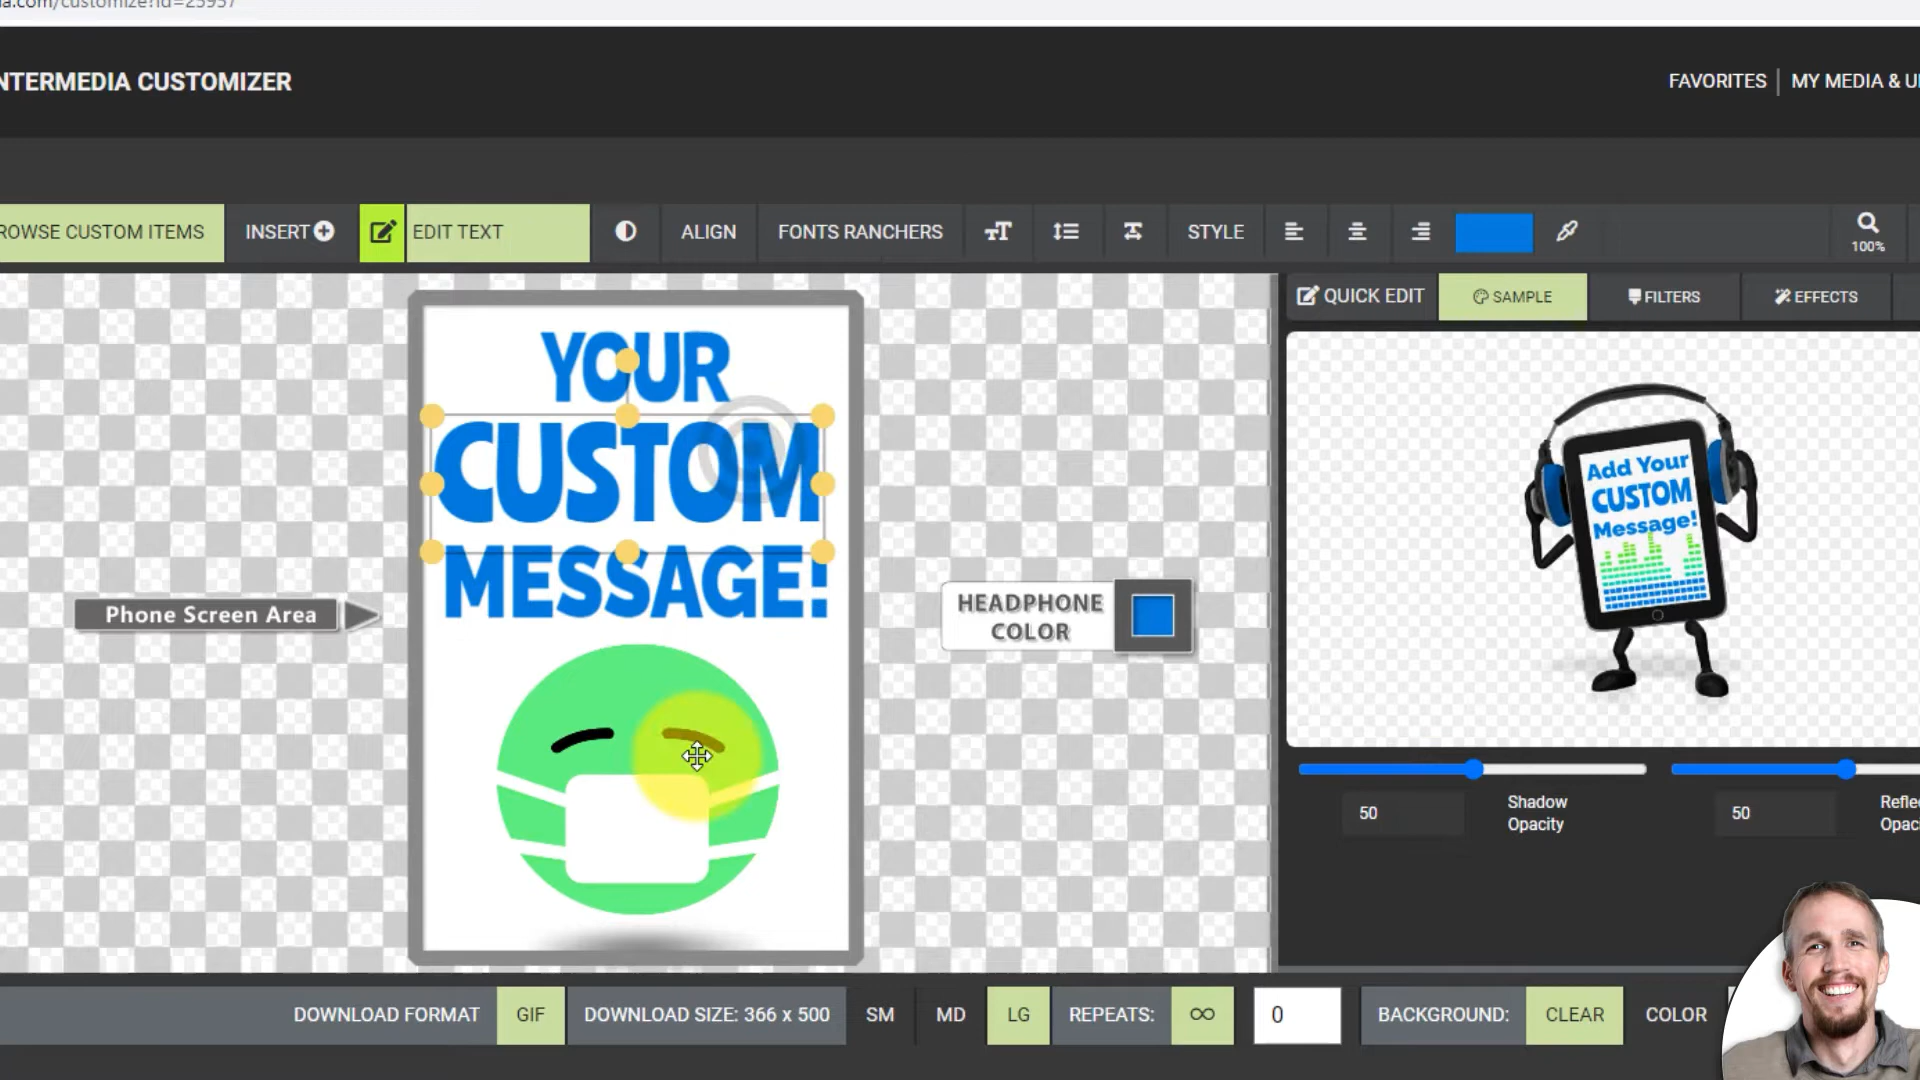 NTERMEDIA CUSTOMIZER
FAVORITES | MY MEDIA & U
ROWSE CUSTOM ITEMS INSERT EDIT TEXT ALIGN FONTS RANCHERS STYLE 100%
QUICK EDIT SAMPLE FILTERS EFFECTS
YOUR
CUSTOM
MESSAGE!
Phone Screen Area
HEADPHONE
COLOR
Add Your
CUSTOM
Message!
50 Shadow
Opacity
50 Reflec
Opaci
DOWNLOAD FORMAT GIF DOWNLOAD SIZE: 366 x 500 SM MD LG REPEATS: ∞ 0 BACKGROUND: CLEAR COLOR